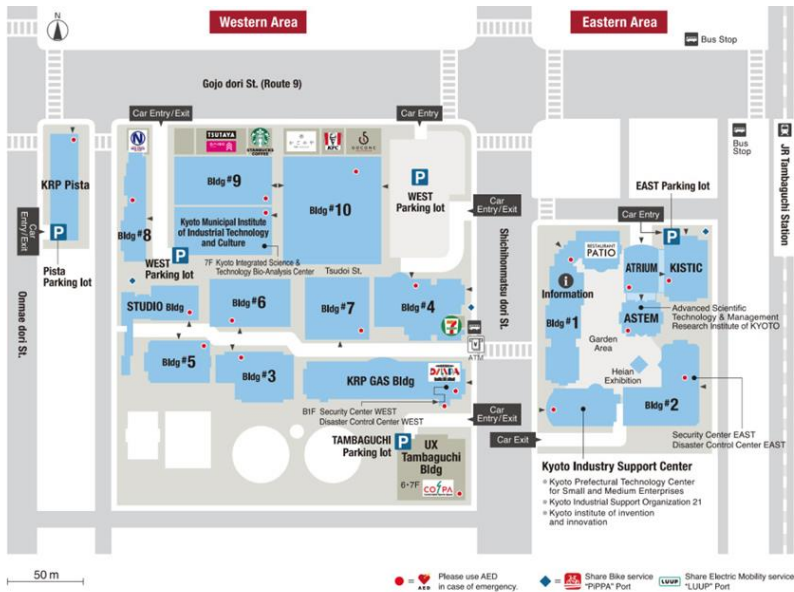 Western Area
Eastern Area
N
Bus Stop
Gojo dori St. (Route 9)
Car Entry/Exit
Car Entry
TSUTAYA
STARBUCKS COFFEE
KFC
Bus Stop
JR Tambaguchi Station
KRP Pista
Bldg #9
Bldg #10
P
WEST Parking lot
EAST Parking lot
Car Entry
P
Car Entry/Exit
P
Pista Parking lot
Bldg #8
Kyoto Municipal Institute
of Industrial Technology
and Culture
7F Kyoto Integrated Science &
Technology Bio-Analysis Center
WEST Parking lot
P
Tsudoi St.
Car Entry/Exit
Shichihonmatsu dori St.
Onmae dori St.
RESTAURANT
PATIO
ATRIUM
KISTIC
i
Information
STUDIO Bldg
Bldg #6
Bldg #7
Bldg #4
7
ATM
Bldg #1
ASTEM
Advanced Scientific
Technology & Management
Research Institute of KYOTO
Garden
Area
Heian
Exhibition
Bldg #5
Bldg #3
KRP GAS Bldg
Bldg #2
B1F Security Center WEST
Disaster Control Center WEST
Car Entry/Exit
Car Exit
Security Center EAST
Disaster Control Center EAST
TAMBAGUCHI
Parking lot
P
UX
Tambaguchi
Bldg
6・7F
COSPA
Kyoto Industry Support Center
Kyoto Prefectural Technology Center
for Small and Medium Enterprises
Kyoto Industrial Support Organization 21
Kyoto institute of invention
and innovation
50 m
= AED
Please use AED
in case of emergency.
=
Share Bike service
"PiPPA" Port
LUUP
Share Electric Mobility service
"LUUP" Port